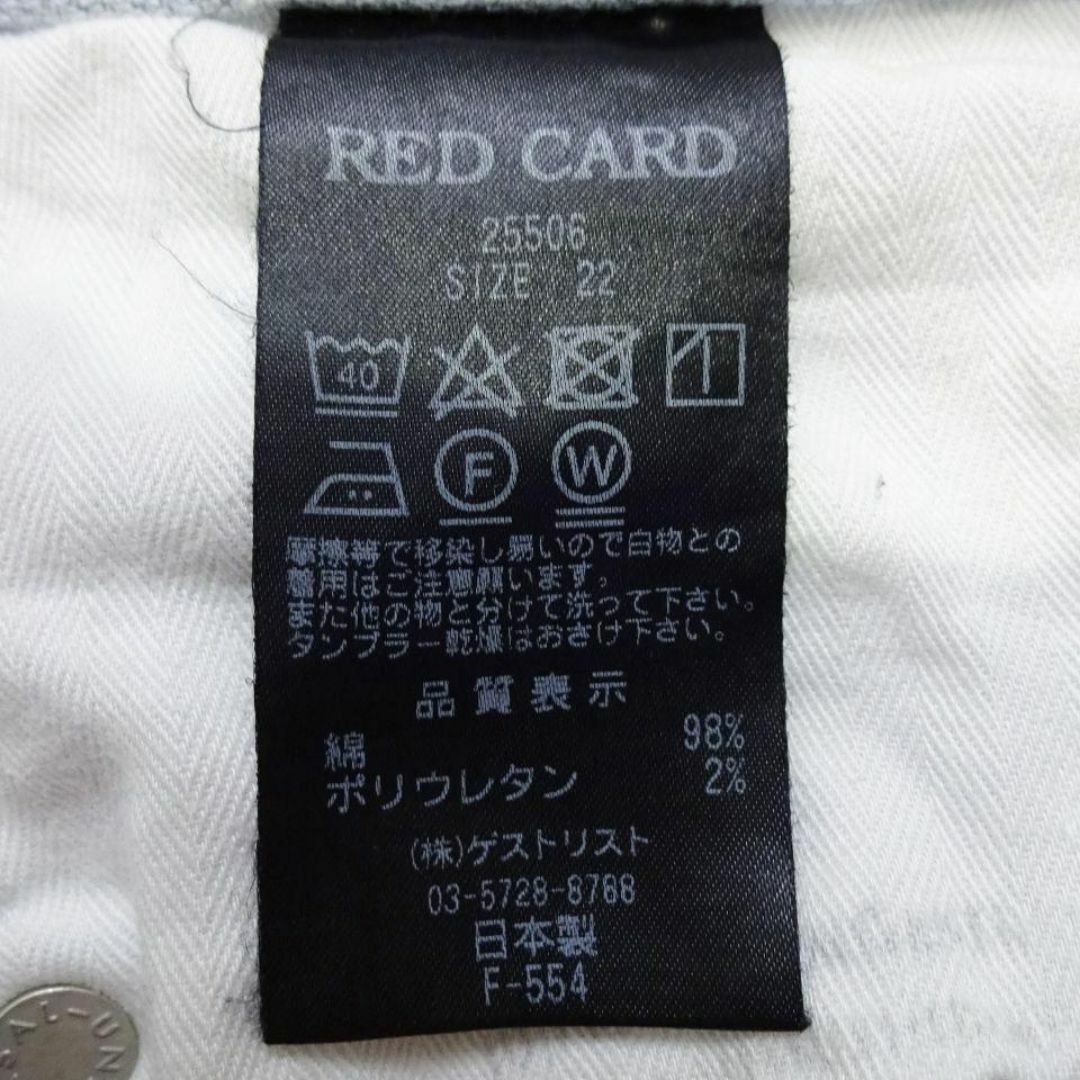 RED CARD
25506
SIZE 22
40
F W
摩擦等で移染し易いので白物との
着用はご注意願います。
また他の物と分けて洗って下さい。
タンブラー乾燥はおさけ下さい。
品質表示
綿 98%
ポリウレタン 2%
(株)ゲストリスト
03-5728-8788
日本製
F-554
SAL-UN